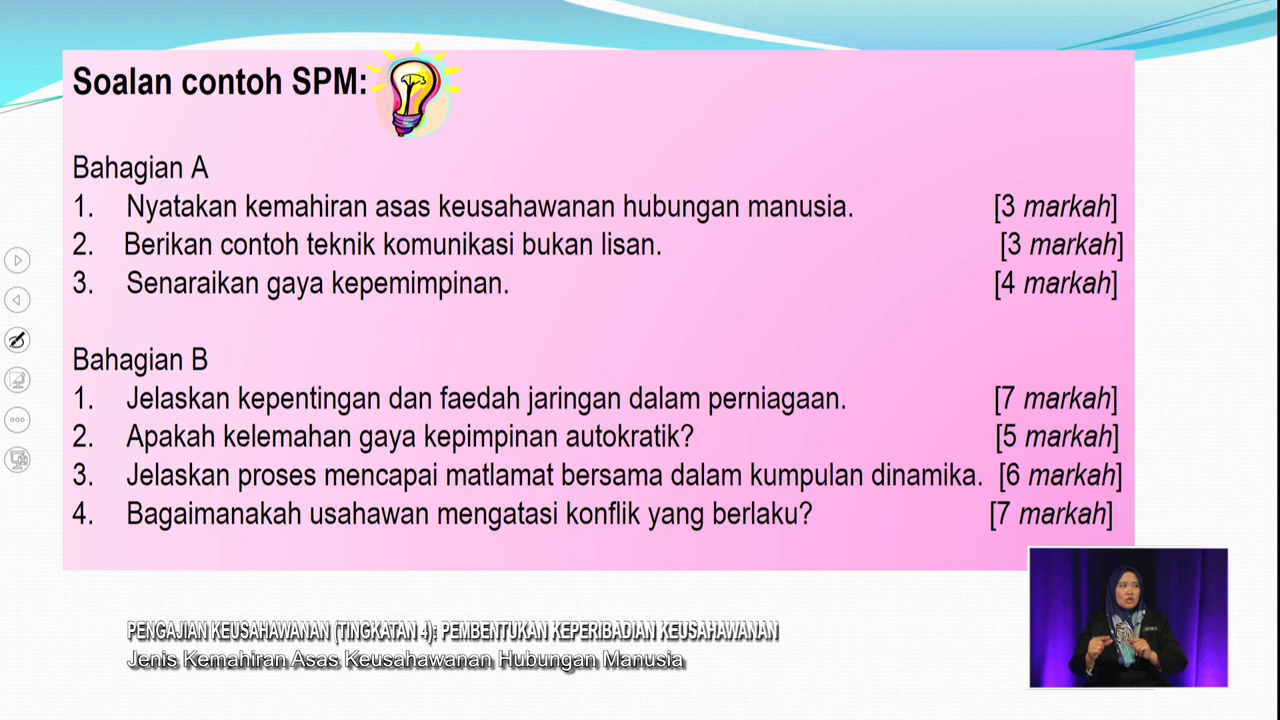 Soalan contoh SPM:
Bahagian A
1. Nyatakan kemahiran asas keusahawanan hubungan manusia. [3 markah]
2. Berikan contoh teknik komunikasi bukan lisan. [3 markah]
3. Senaraikan gaya kepemimpinan. [4 markah]
Bahagian B
1. Jelaskan kepentingan dan faedah jaringan dalam perniagaan. [7 markah]
2. Apakah kelemahan gaya kepimpinan autokratik? [5 markah]
3. Jelaskan proses mencapai matlamat bersama dalam kumpulan dinamika. [6 markah]
4. Bagaimanakah usahawan mengatasi konflik yang berlaku? [7 markah]
PENGAJIAN KEUSAHAWANAN (TINGKATAN 4): PEMBENTUKAN KEPERIBADIAN KEUSAHAWANAN
Jenis Kemahiran Asas Keusahawanan Hubungan Manusia